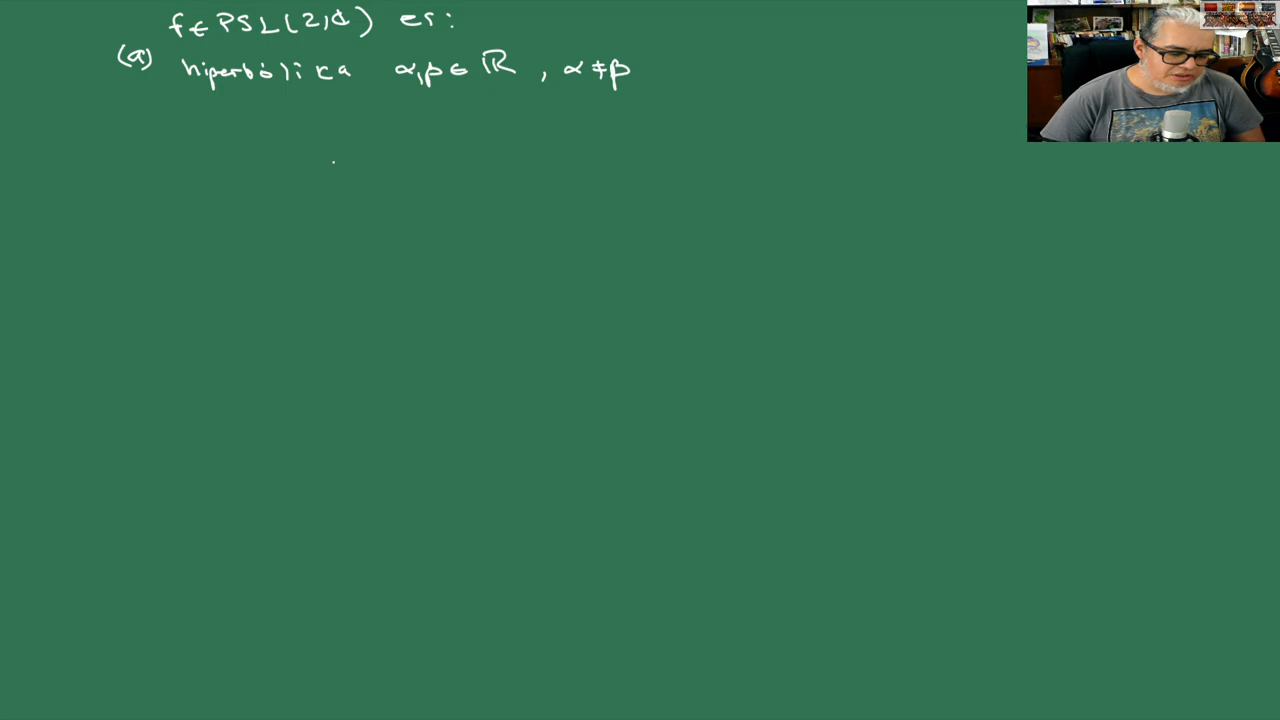 f ∈ PSL(2,ℂ) es:
(a) hiperbólica α,β ∈ ℝ , α ≠ β